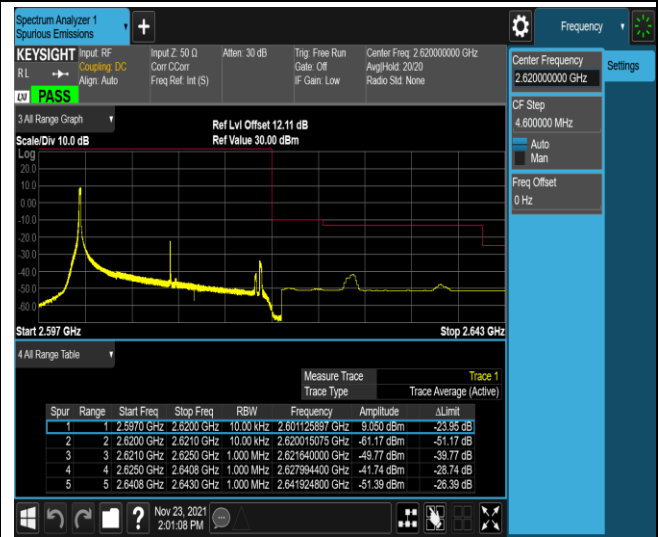 Spectrum Analyzer 1
Spurious Emissions
Frequency
KEYSIGHT
Input: RF
Coupling: DC
Align: Auto
Input Z: 50 Ω
Corr CCorr
Freq Ref: Int (S)
Atten: 30 dB
Trig: Free Run
Gate: Off
IF Gain: Low
Center Freq: 2.620000000 GHz
Avg|Hold: 20/20
Radio Std: None
R L
LXI PASS
Center Frequency
2.620000000 GHz
Settings
CF Step
4.600000 MHz
Auto
Man
Freq Offset
0 Hz
3 All Range Graph
Ref Lvl Offset 12.11 dB
Scale/Div 10.0 dB
Ref Value 30.00 dBm
Log
20.0
10.0
0.00
-10.0
-20.0
-30.0
-40.0
-50.0
-60.0
Start 2.597 GHz
Stop 2.643 GHz
4 All Range Table
Measure Trace Trace 1
Trace Type Trace Average (Active)
Spur Range Start Freq Stop Freq RBW Frequency Amplitude ΔLimit
1 1 2.5970 GHz 2.6200 GHz 10.00 kHz 2.601125897 GHz 9.050 dBm -23.95 dB
2 2 2.6200 GHz 2.6210 GHz 10.00 kHz 2.620015075 GHz -61.17 dBm -51.17 dB
3 3 2.6210 GHz 2.6250 GHz 1.000 MHz 2.621640000 GHz -49.77 dBm -39.77 dB
4 4 2.6250 GHz 2.6408 GHz 1.000 MHz 2.627994400 GHz -41.74 dBm -28.74 dB
5 5 2.6408 GHz 2.6430 GHz 1.000 MHz 2.641924800 GHz -51.39 dBm -26.39 dB
Nov 23, 2021
2:01:08 PM